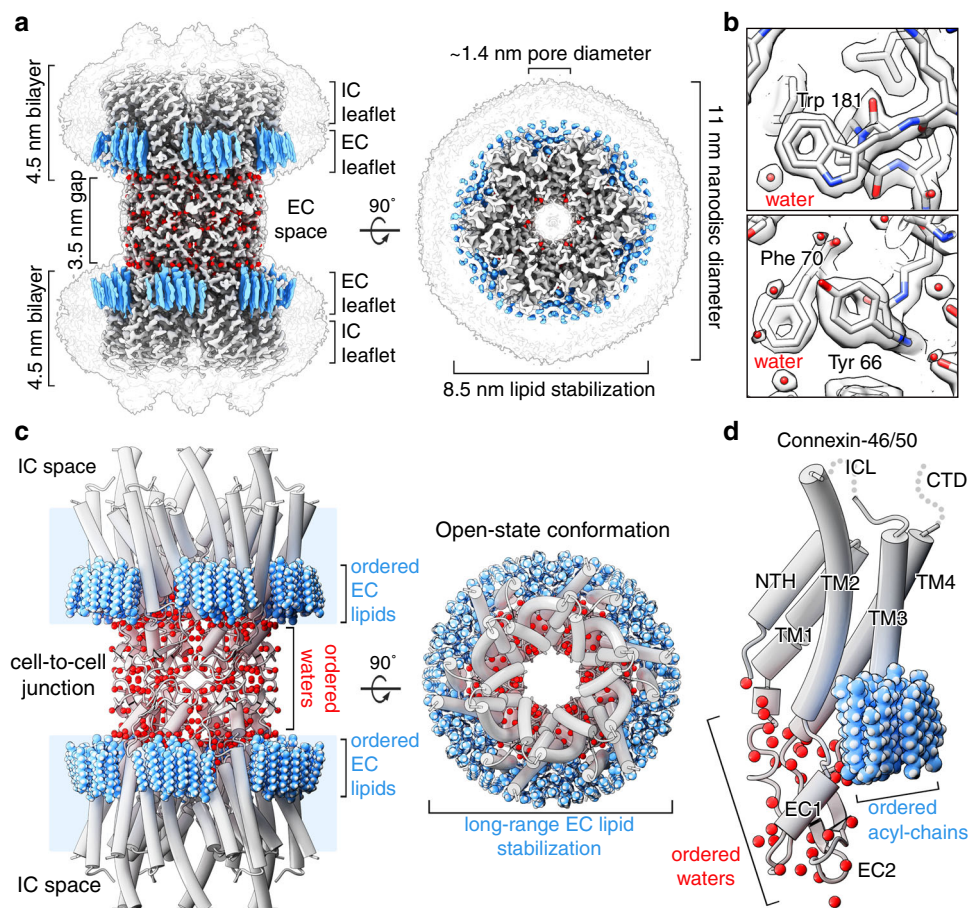 a
4.5 nm bilayer
3.5 nm gap
4.5 nm bilayer
IC
leaflet
EC
leaflet
EC
space
EC
leaflet
IC
leaflet
90°
~1.4 nm pore diameter
11 nm nanodisc diameter
8.5 nm lipid stabilization
b
Trp 181
water
Phe 70
water
Tyr 66
c
IC space
cell-to-cell
junction
IC space
ordered
EC
lipids
ordered
waters
ordered
EC
lipids
90°
Open-state conformation
long-range EC lipid
stabilization
d
Connexin-46/50
ICL
CTD
NTH
TM2
TM4
TM1
TM3
EC1
ordered
acyl-chains
ordered
waters
EC2